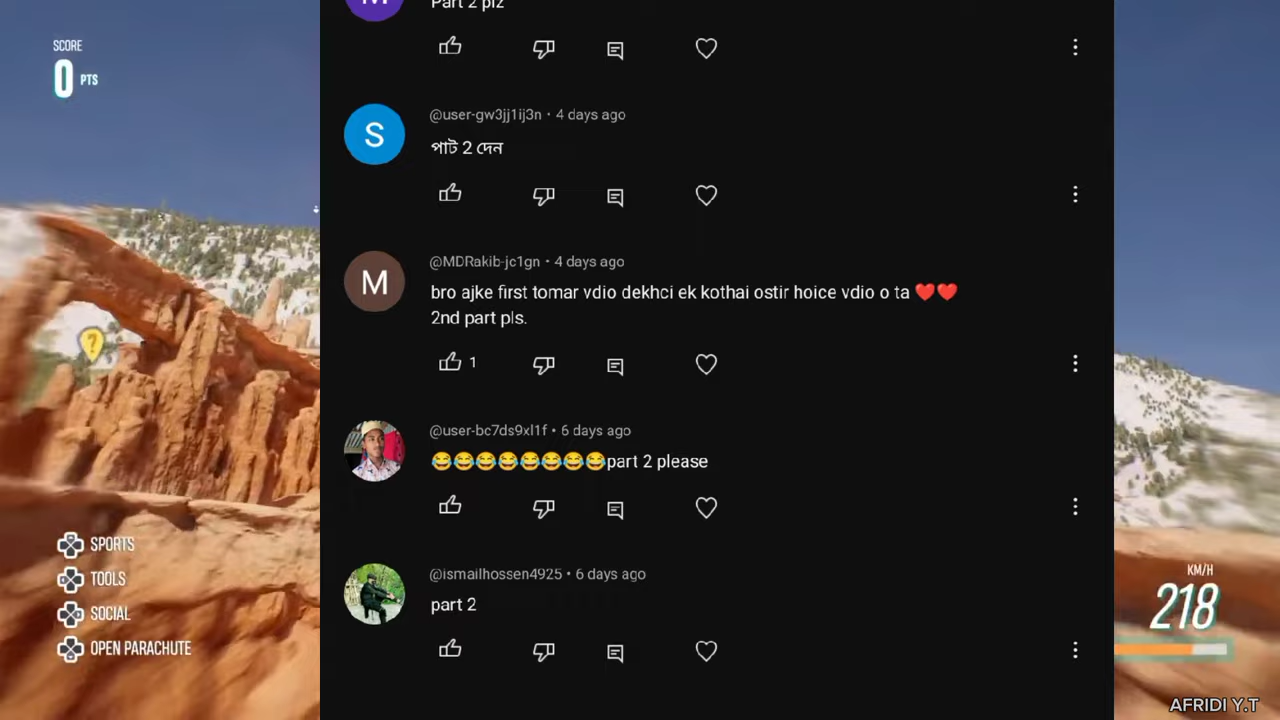 SCORE
0 PTS
Part 2 plz
@user-gw3jj1ij3n • 4 days ago
পাট 2 দেন
@MDRakib-jc1gn • 4 days ago
bro ajke first tomar vdio dekhci ek kothai ostir hoice vdio o ta ❤️❤️
2nd part pls.
1
@user-bc7ds9xl1f • 6 days ago
😂😂😂😂😂😂😂😂part 2 please
@ismailhossen4925 • 6 days ago
part 2
S
M
?
SPORTS
TOOLS
SOCIAL
OPEN PARACHUTE
KM/H
218
AFRIDI Y.T